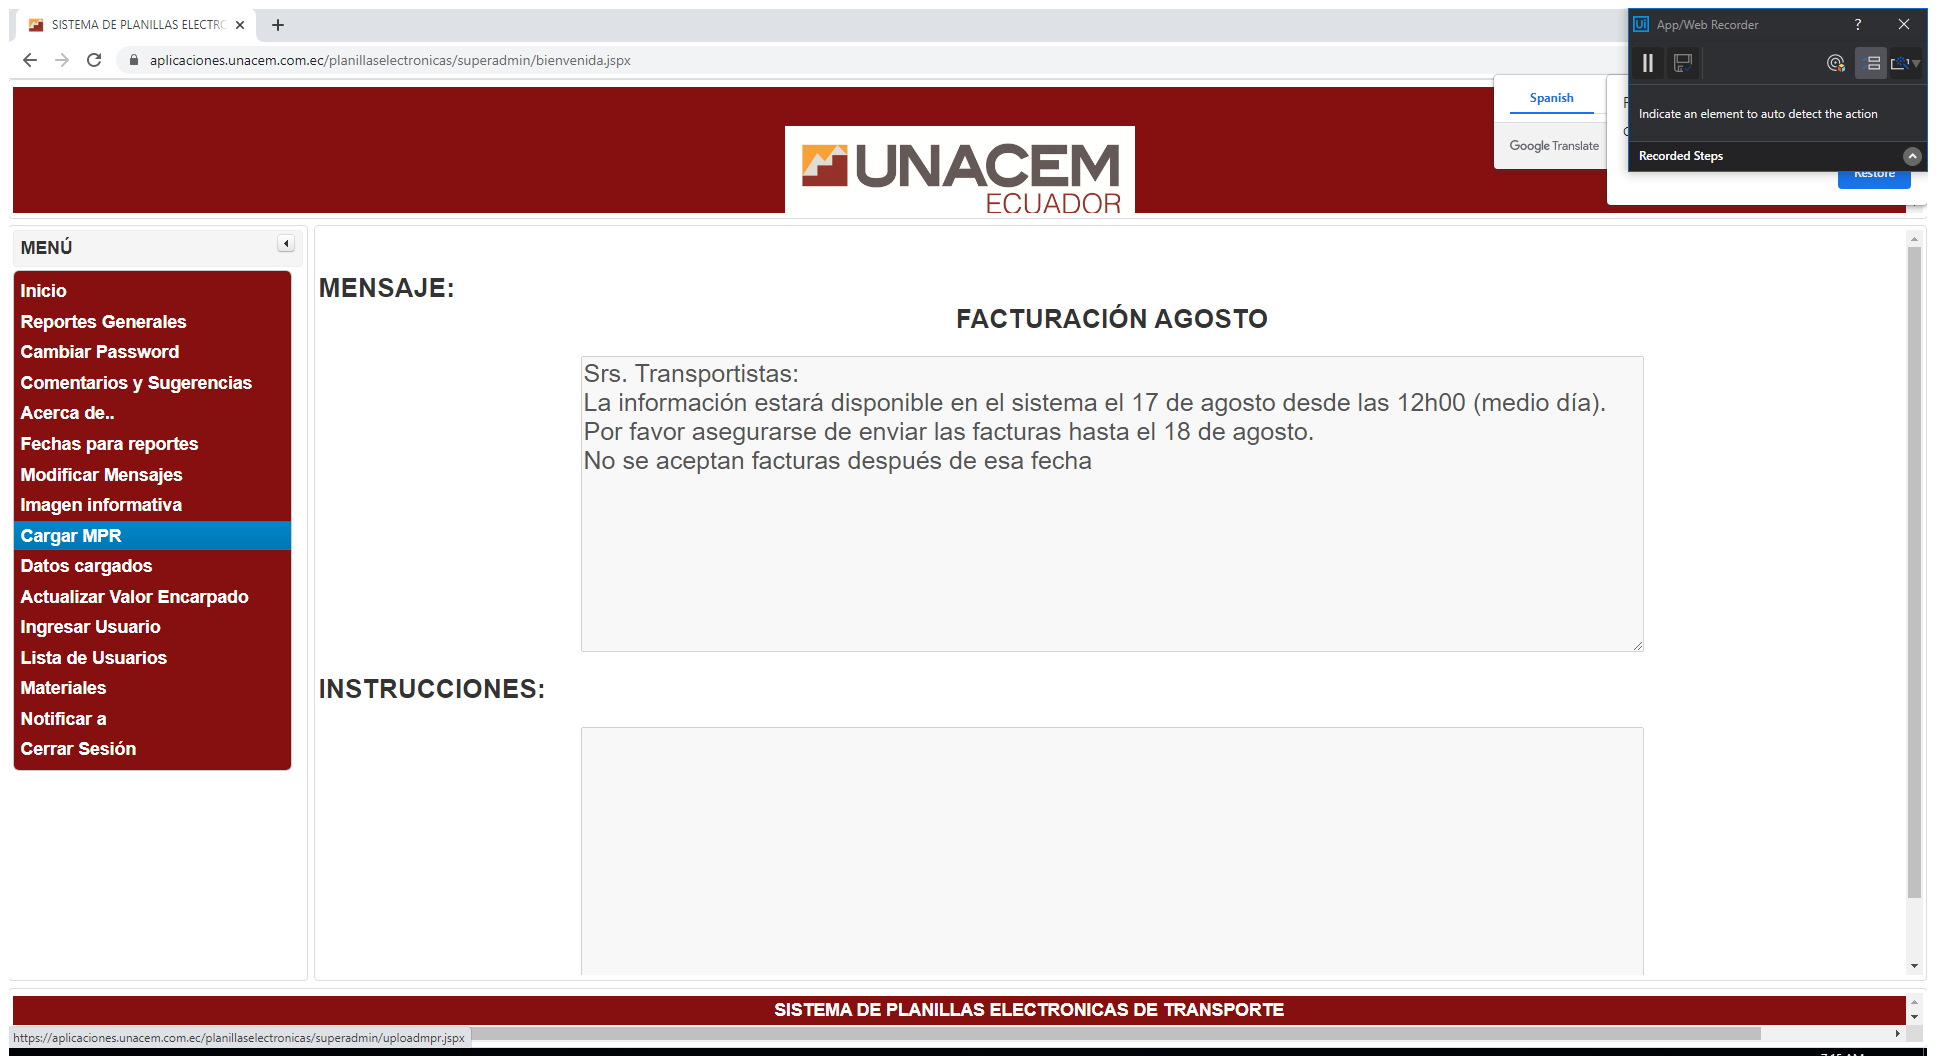 SISTEMA DE PLANILLAS ELECTRO
aplicaciones.unacem.com.ec/planillaselectronicas/superadmin/bienvenida.jspx
Ui App/Web Recorder ?
Indicate an element to auto detect the action
Recorded Steps
Spanish
Google Translate
Restore
UNACEM
ECUADOR
MENÚ
Inicio
Reportes Generales
Cambiar Password
Comentarios y Sugerencias
Acerca de..
Fechas para reportes
Modificar Mensajes
Imagen informativa
Cargar MPR
Datos cargados
Actualizar Valor Encarpado
Ingresar Usuario
Lista de Usuarios
Materiales
Notificar a
Cerrar Sesión
MENSAJE:
FACTURACIÓN AGOSTO
Srs. Transportistas:
La información estará disponible en el sistema el 17 de agosto desde las 12h00 (medio día).
Por favor asegurarse de enviar las facturas hasta el 18 de agosto.
No se aceptan facturas después de esa fecha
INSTRUCCIONES:
SISTEMA DE PLANILLAS ELECTRONICAS DE TRANSPORTE
https://aplicaciones.unacem.com.ec/planillaselectronicas/superadmin/uploadmpr.jspx